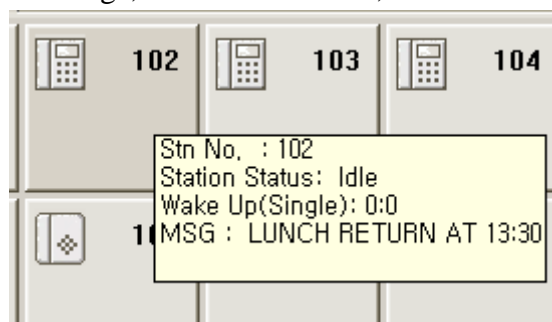 102 103 104
Stn No. : 102
Station Status: Idle
Wake Up(Single): 0:0
MSG : LUNCH RETURN AT 13:30